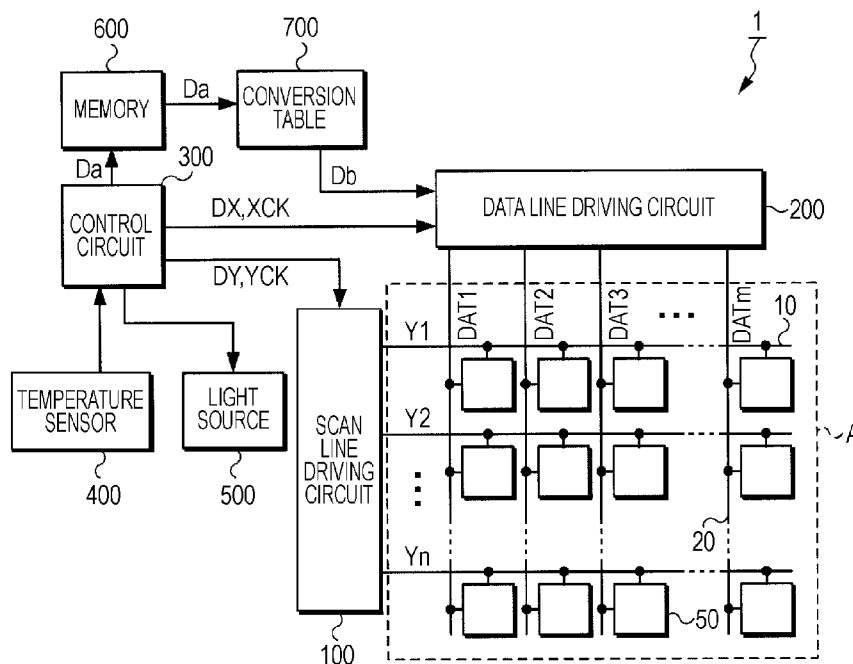 600
700
1
MEMORY
Da
CONVERSION
TABLE
Da
300
Db
CONTROL
CIRCUIT
DX,XCK
DATA LINE DRIVING CIRCUIT
200
DY,YCK
DAT1
DAT2
DAT3
...
DATm
10
Y1
TEMPERATURE
SENSOR
LIGHT
SOURCE
SCAN
LINE
DRIVING
CIRCUIT
Y2
A
400
500
20
Yn
50
100